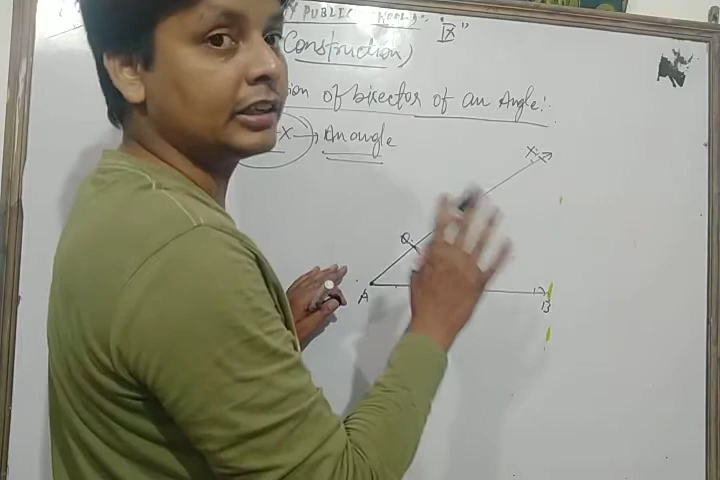 PUBLIC "IX"
Construction)
of bisector of an Angle:-
X → An angle
X
Q
A
B